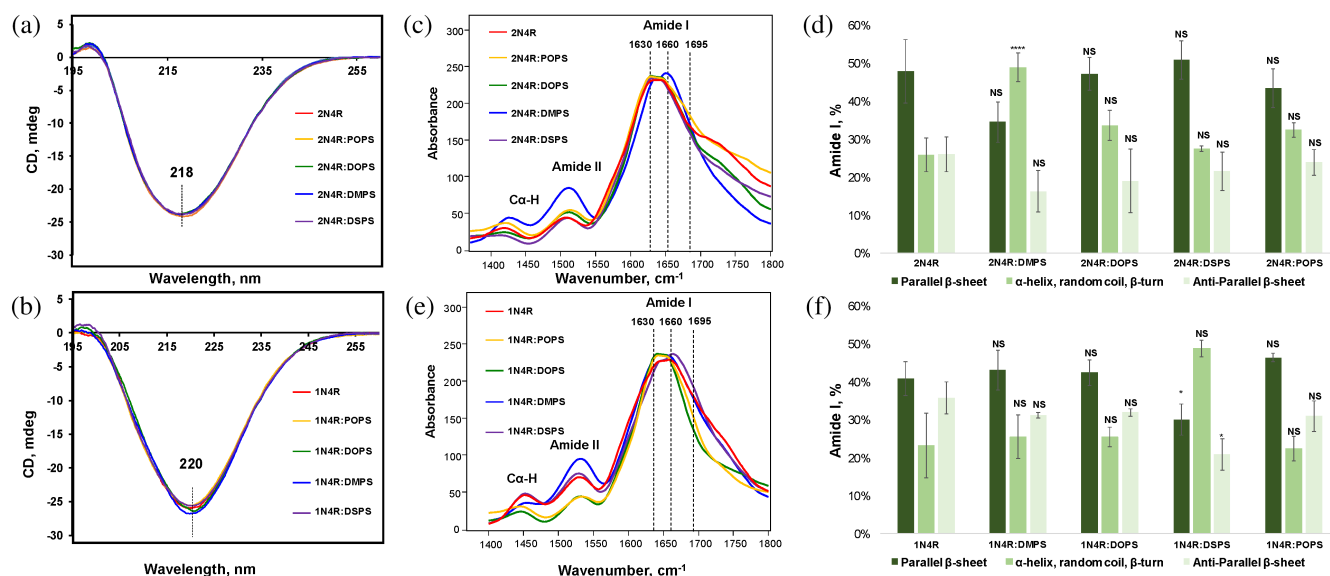 (a)
5
0
-5
-10
-15
-20
-25
-30
195
215
235
255
218
CD, mdeg
Wavelength, nm
2N4R
2N4R:POPS
2N4R:DOPS
2N4R:DMPS
2N4R:DSPS
(c)
Amide I
1630
1660
1695
2N4R
2N4R:POPS
2N4R:DOPS
2N4R:DMPS
2N4R:DSPS
Amide II
Cα-H
Absorbance
300
250
200
150
100
50
0
1400
1450
1500
1550
1600
1650
1700
1750
1800
Wavenumber, cm-1
(d)
60%
50%
40%
30%
20%
10%
0%
Amide I, %
****
NS
NS
NS
NS
NS
NS
NS
NS
NS
NS
2N4R
2N4R:DMPS
2N4R:DOPS
2N4R:DSPS
2N4R:POPS
Parallel β-sheet
α-helix, random coil, β-turn
Anti-Parallel β-sheet
(b)
5
0
-5
-10
-15
-20
-25
-30
195
205
215
225
235
245
255
220
CD, mdeg
Wavelength, nm
1N4R
1N4R:POPS
1N4R:DOPS
1N4R:DMPS
1N4R:DSPS
(e)
Amide I
1630
1660
1695
1N4R
1N4R:POPS
1N4R:DOPS
1N4R:DMPS
1N4R:DSPS
Amide II
Cα-H
Absorbance
300
250
200
150
100
50
0
1400
1450
1500
1550
1600
1650
1700
1750
1800
Wavenumber, cm-1
(f)
60%
50%
40%
30%
20%
10%
0%
Amide I, %
NS
NS
NS
NS
NS
NS
*
NS
*
NS
NS
NS
1N4R
1N4R:DMPS
1N4R:DOPS
1N4R:DSPS
1N4R:POPS
Parallel β-sheet
α-helix, random coil, β-turn
Anti-Parallel β-sheet